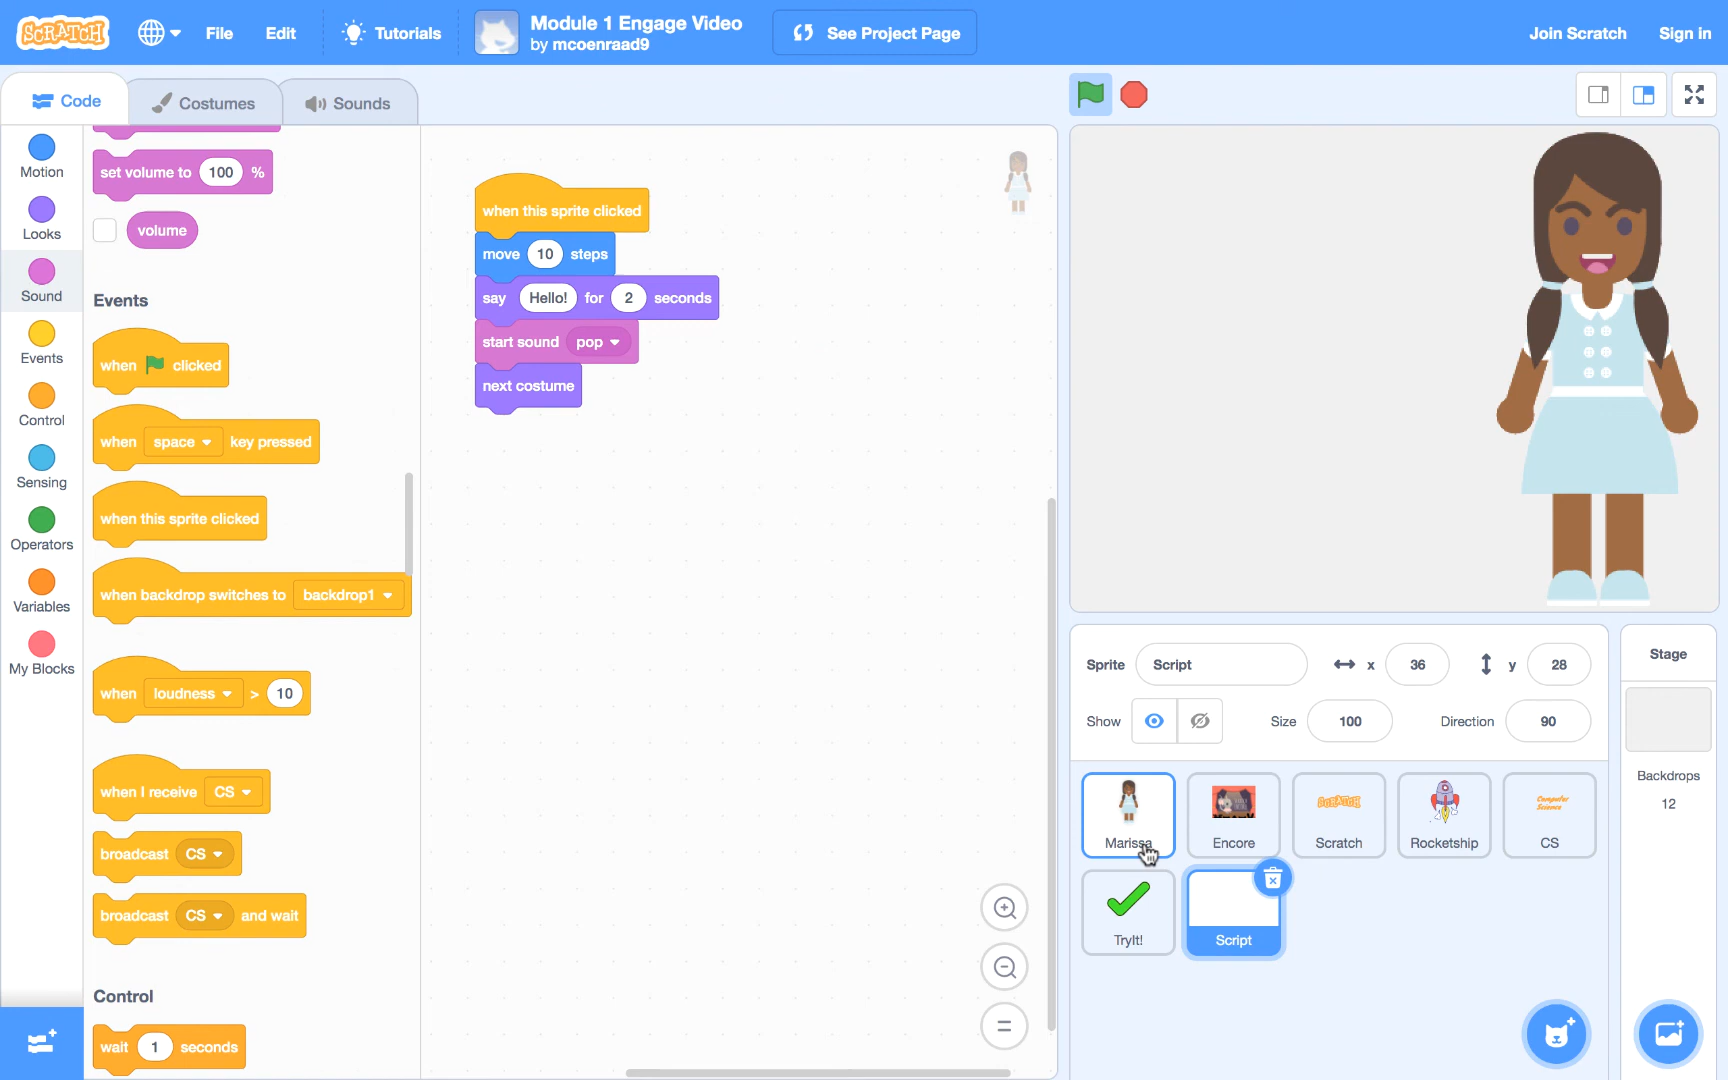 SCRATCH
File
Edit
Tutorials
Module 1 Engage Video
by mcoenraad9
See Project Page
Join Scratch
Sign in
Code
Costumes
Sounds
Motion
Looks
Sound
Events
Control
Sensing
Operators
Variables
My Blocks
set volume to 100 %
volume
Events
when clicked
when space key pressed
when this sprite clicked
when backdrop switches to backdrop1
when loudness > 10
when I receive CS
broadcast CS
broadcast CS and wait
Control
wait 1 seconds
when this sprite clicked
move 10 steps
say Hello! for 2 seconds
start sound pop
next costume
Sprite Script x 36 y 28
Show Size 100 Direction 90
Marissa
Encore
SCRATCH
Scratch
Rocketship
Computer
Science
CS
TryIt!
Script
Stage
Backdrops
12